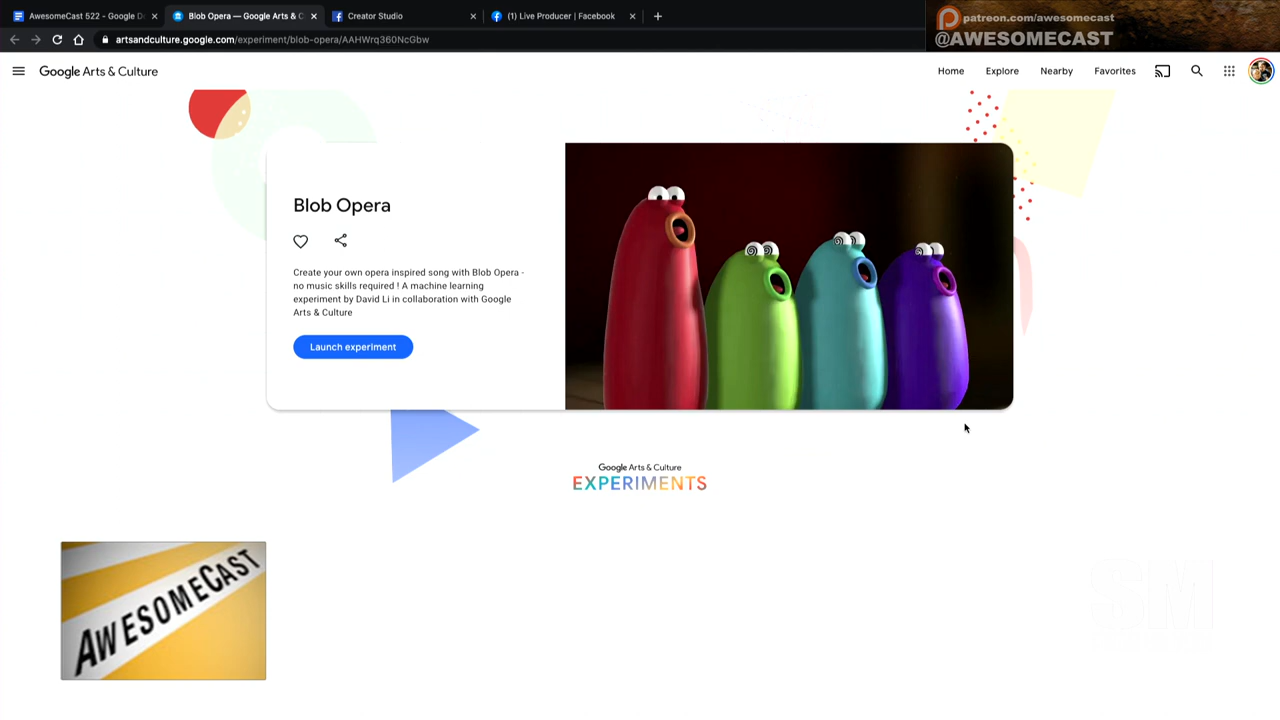 AwesomeCast 522 - Google D
Blob Opera — Google Arts & C
Creator Studio
(1) Live Producer | Facebook
patreon.com/awesomecast
@AWESOMECAST
artsandculture.google.com/experiment/blob-opera/AAHWrq360NcGbw
Google Arts & Culture
Home
Explore
Nearby
Favorites
Blob Opera
Create your own opera inspired song with Blob Opera -
no music skills required ! A machine learning
experiment by David Li in collaboration with Google
Arts & Culture
Launch experiment
Google Arts & Culture
EXPERIMENTS
AWESOMECAST
SM